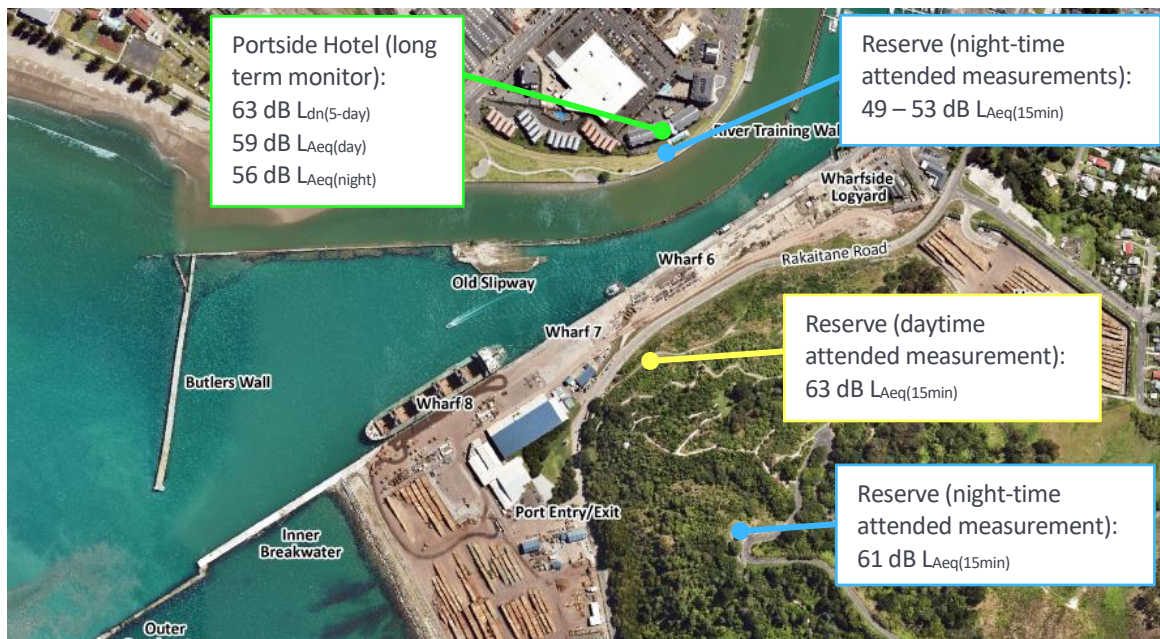 Portside Hotel (long
term monitor):
63 dB Ldn(5-day)
59 dB LAeq(day)
56 dB LAeq(night)
Reserve (night-time
attended measurements):
49 – 53 dB LAeq(15min)
River Training Wal
Wharfside
Logyard
Wharf 6
Rakaitane Road
Old Slipway
Wharf 7
Reserve (daytime
attended measurement):
63 dB LAeq(15min)
Butlers Wall
Wharf 8
Reserve (night-time
attended measurement):
61 dB LAeq(15min)
Port Entry/Exit
Inner
Breakwater
Outer